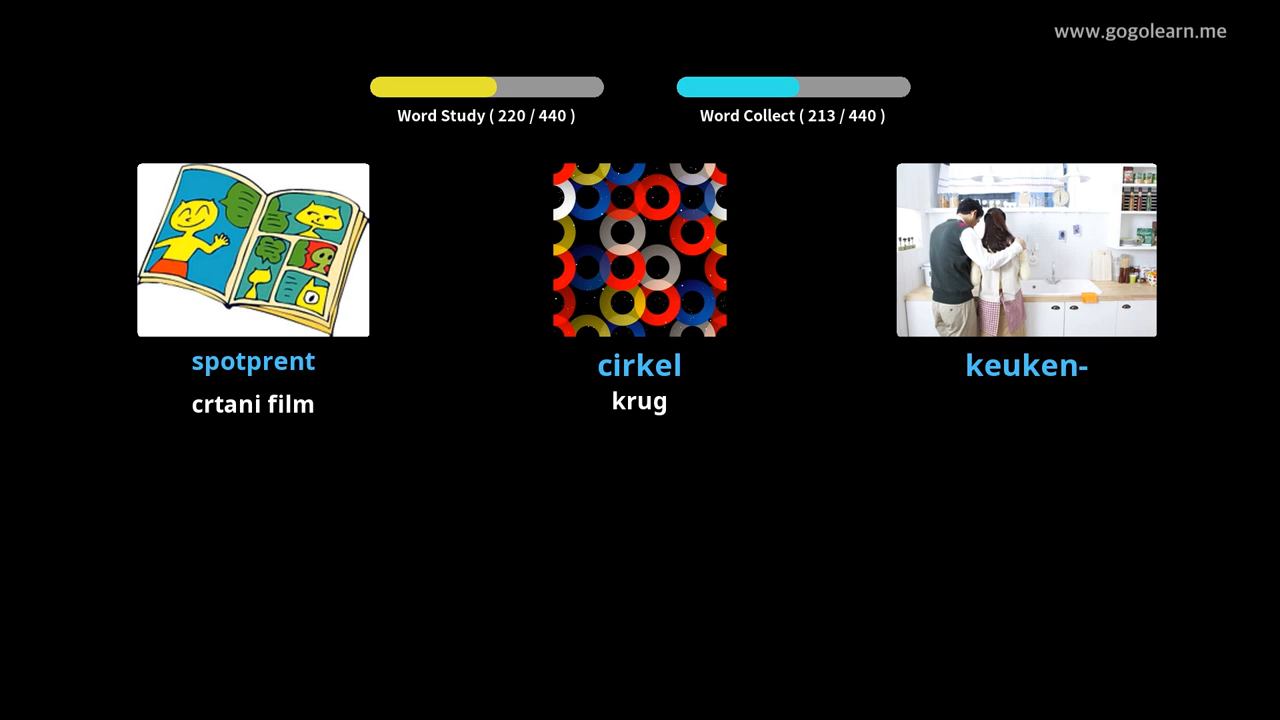 www.gogolearn.me
Word Study ( 220 / 440 )
Word Collect ( 213 / 440 )
spotprent
crtani film
cirkel
krug
keuken-